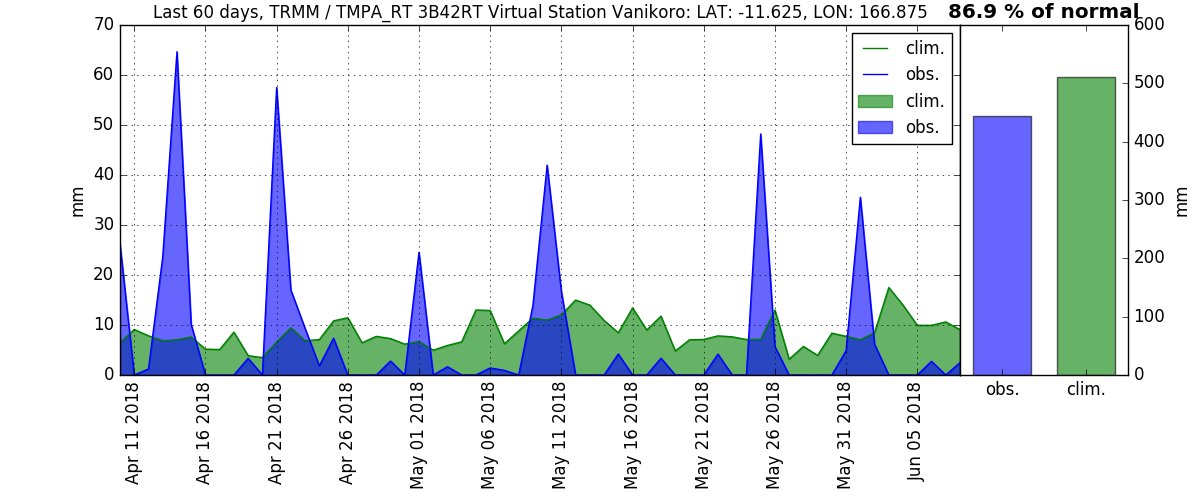 Last 60 days, TRMM / TMPA_RT 3B42RT Virtual Station Vanikoro: LAT: -11.625, LON: 166.875
86.9 % of normal
70
60
50
40
30
20
10
0
mm
clim.
obs.
clim.
obs.
Apr 11 2018
Apr 16 2018
Apr 21 2018
Apr 26 2018
May 01 2018
May 06 2018
May 11 2018
May 16 2018
May 21 2018
May 26 2018
May 31 2018
Jun 05 2018
600
500
400
300
200
100
0
mm
obs.
clim.